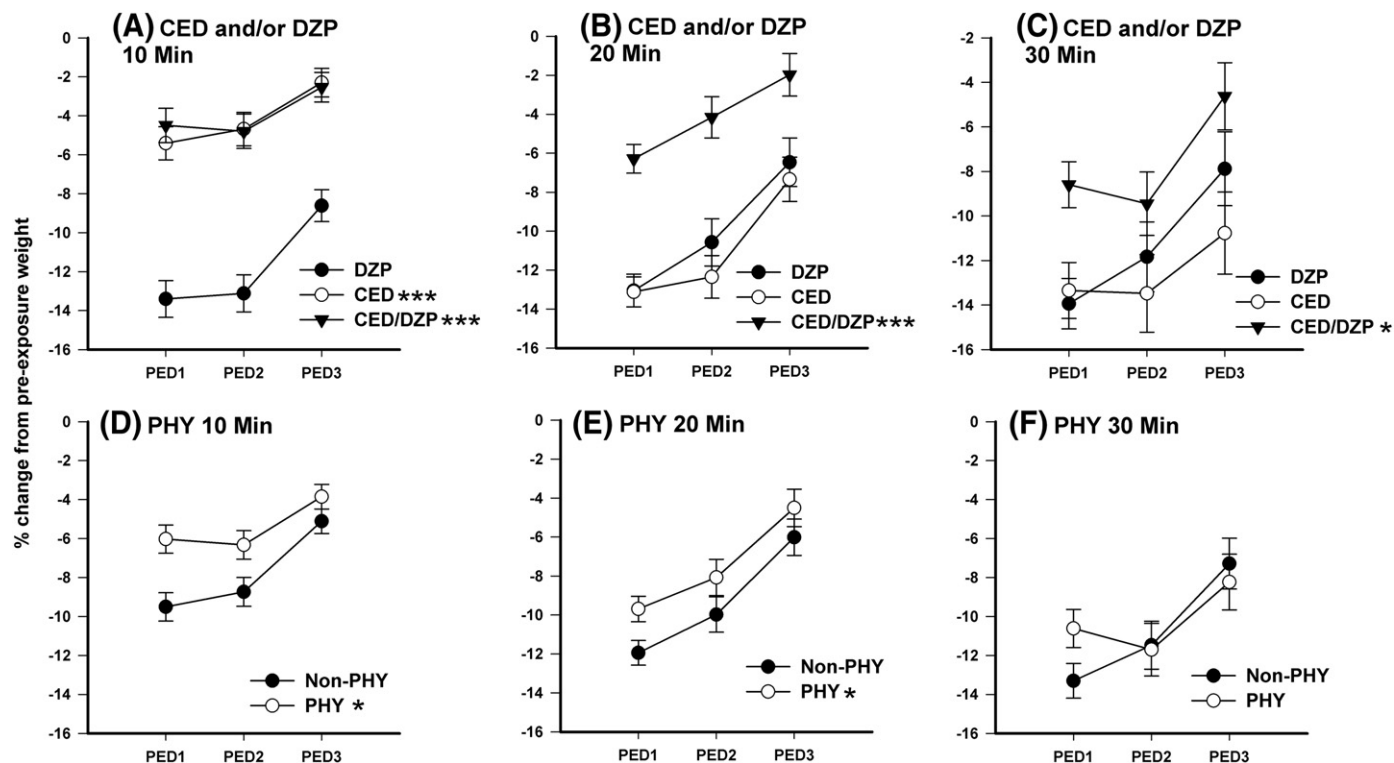 % change from pre-exposure weight
(A) CED and/or DZP
10 Min
0
-2
-4
-6
-8
-10
-12
-14
-16
DZP
CED ***
CED/DZP ***
PED1 PED2 PED3
(B) CED and/or DZP
20 Min
0
-2
-4
-6
-8
-10
-12
-14
-16
DZP
CED
CED/DZP ***
PED1 PED2 PED3
(C) CED and/or DZP
30 Min
-2
-4
-6
-8
-10
-12
-14
-16
DZP
CED
CED/DZP *
PED1 PED2 PED3
(D) PHY 10 Min
0
-2
-4
-6
-8
-10
-12
-14
-16
Non-PHY
PHY *
PED1 PED2 PED3
(E) PHY 20 Min
0
-2
-4
-6
-8
-10
-12
-14
-16
Non-PHY
PHY *
PED1 PED2 PED3
(F) PHY 30 Min
0
-2
-4
-6
-8
-10
-12
-14
-16
Non-PHY
PHY
PED1 PED2 PED3